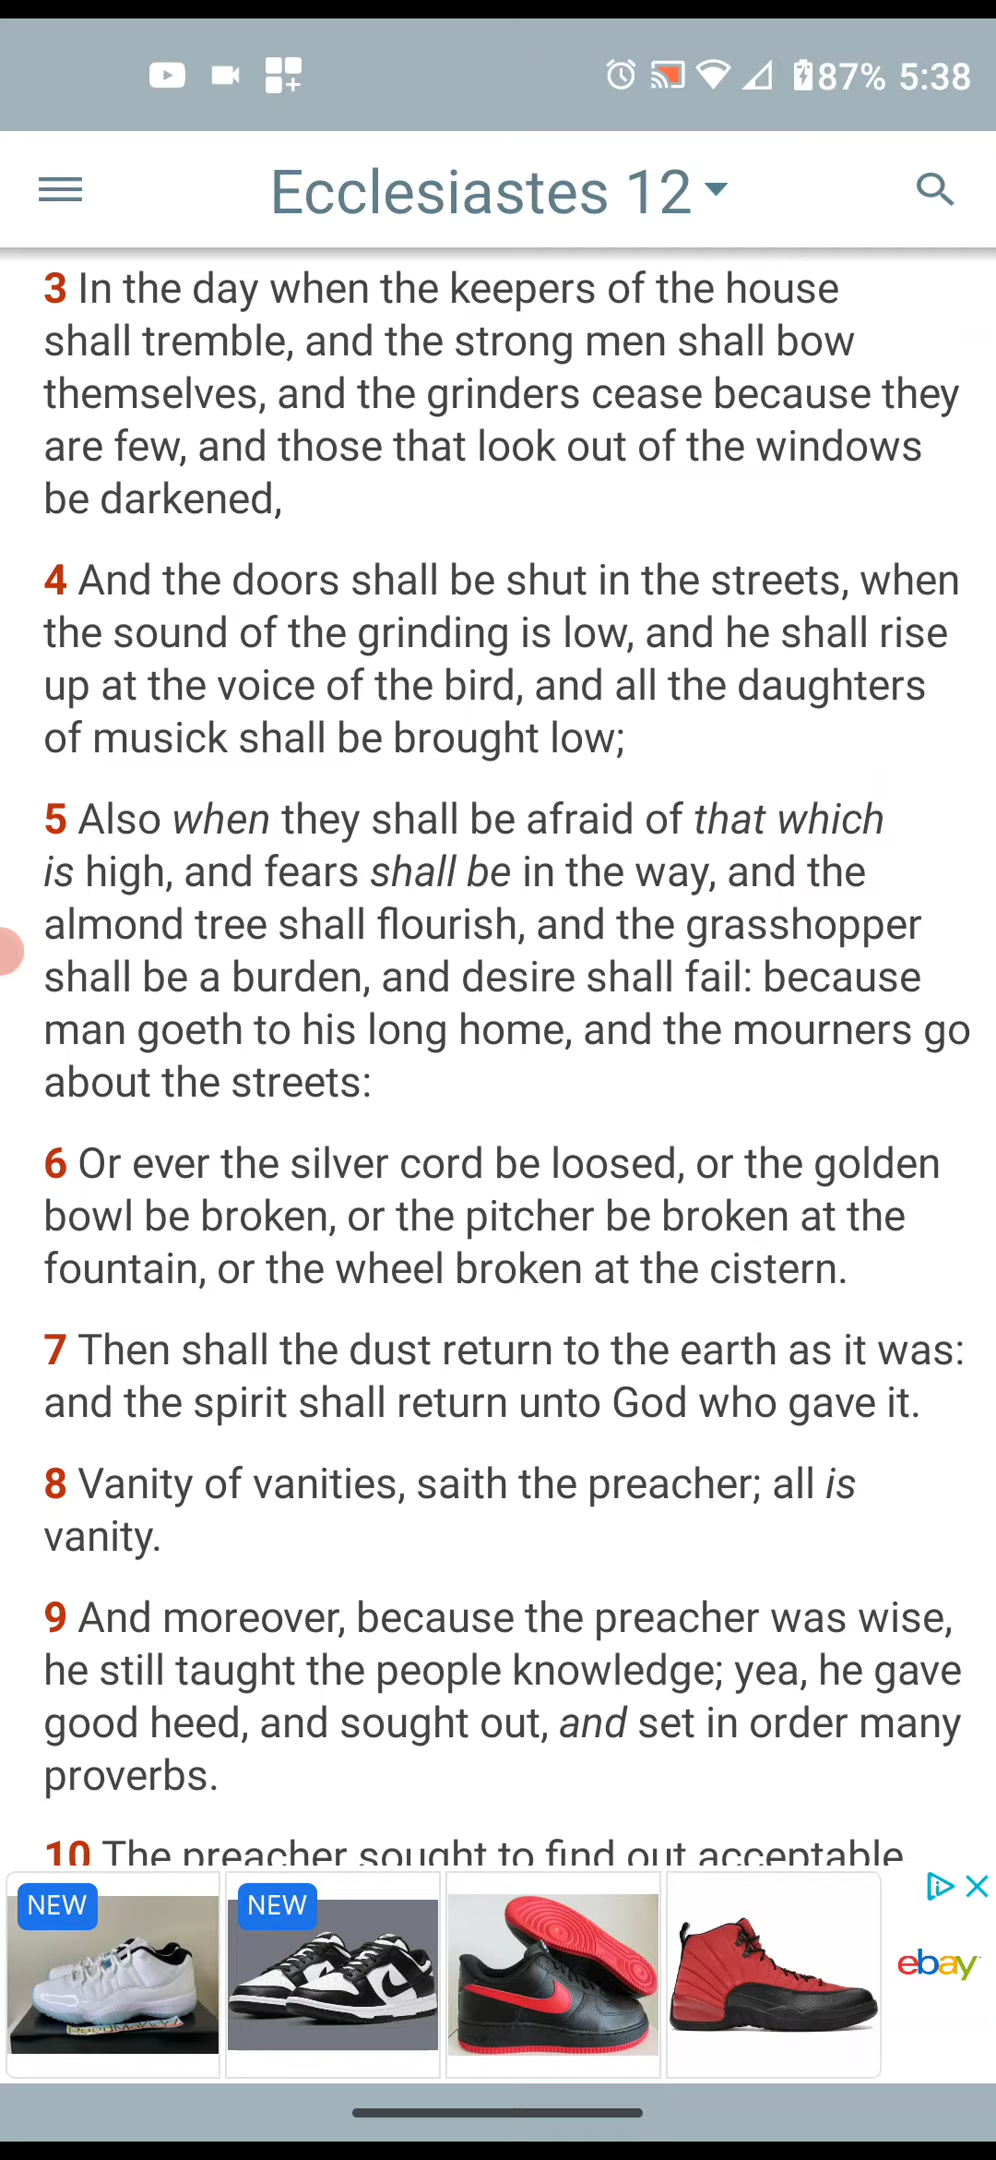 87% 5:38
Ecclesiastes 12
3 In the day when the keepers of the house
shall tremble, and the strong men shall bow
themselves, and the grinders cease because they
are few, and those that look out of the windows
be darkened,
4 And the doors shall be shut in the streets, when
the sound of the grinding is low, and he shall rise
up at the voice of the bird, and all the daughters
of musick shall be brought low;
5 Also when they shall be afraid of that which
is high, and fears shall be in the way, and the
almond tree shall flourish, and the grasshopper
shall be a burden, and desire shall fail: because
man goeth to his long home, and the mourners go
about the streets:
6 Or ever the silver cord be loosed, or the golden
bowl be broken, or the pitcher be broken at the
fountain, or the wheel broken at the cistern.
7 Then shall the dust return to the earth as it was:
and the spirit shall return unto God who gave it.
8 Vanity of vanities, saith the preacher; all is
vanity.
9 And moreover, because the preacher was wise,
he still taught the people knowledge; yea, he gave
good heed, and sought out, and set in order many
proverbs.
10 The preacher sought to find out acceptable
NEW
NEW
ebay